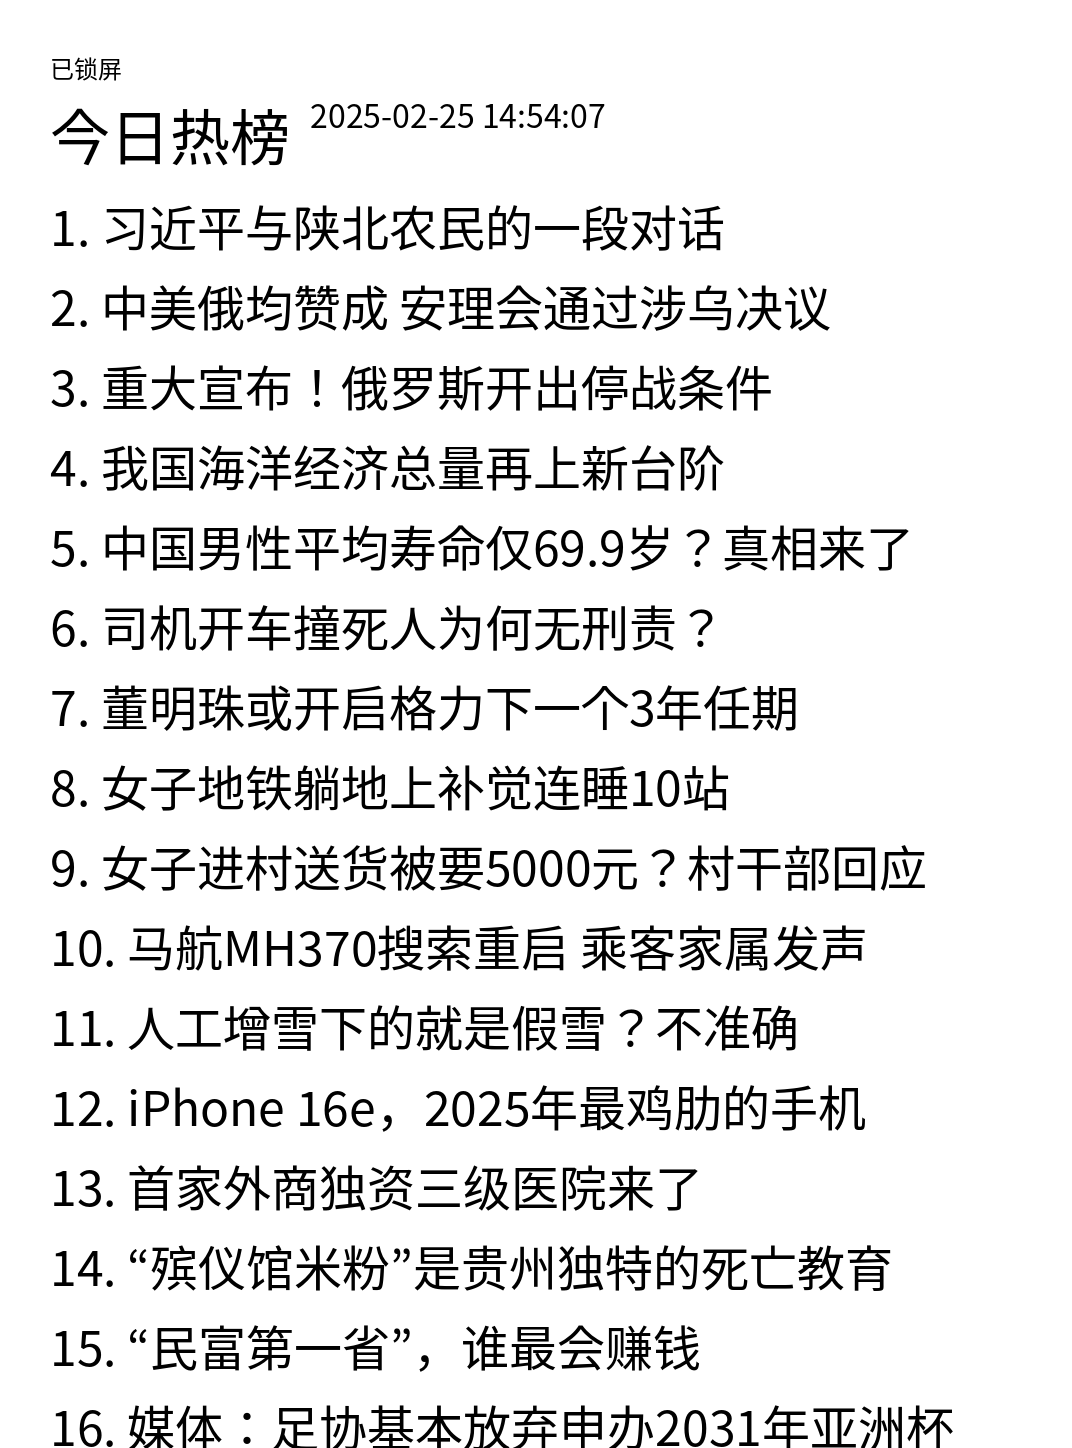 已锁屏
今日热榜 2025-02-25 14:54:07
1. 习近平与陕北农民的一段对话
2. 中美俄均赞成 安理会通过涉乌决议
3. 重大宣布！俄罗斯开出停战条件
4. 我国海洋经济总量再上新台阶
5. 中国男性平均寿命仅69.9岁？真相来了
6. 司机开车撞死人为何无刑责？
7. 董明珠或开启格力下一个3年任期
8. 女子地铁躺地上补觉连睡10站
9. 女子进村送货被要5000元？村干部回应
10. 马航MH370搜索重启 乘客家属发声
11. 人工增雪下的就是假雪？不准确
12. iPhone 16e，2025年最鸡肋的手机
13. 首家外商独资三级医院来了
14. “殡仪馆米粉”是贵州独特的死亡教育
15. “民富第一省”，谁最会赚钱
16. 媒体：足协基本放弃申办2031年亚洲杯